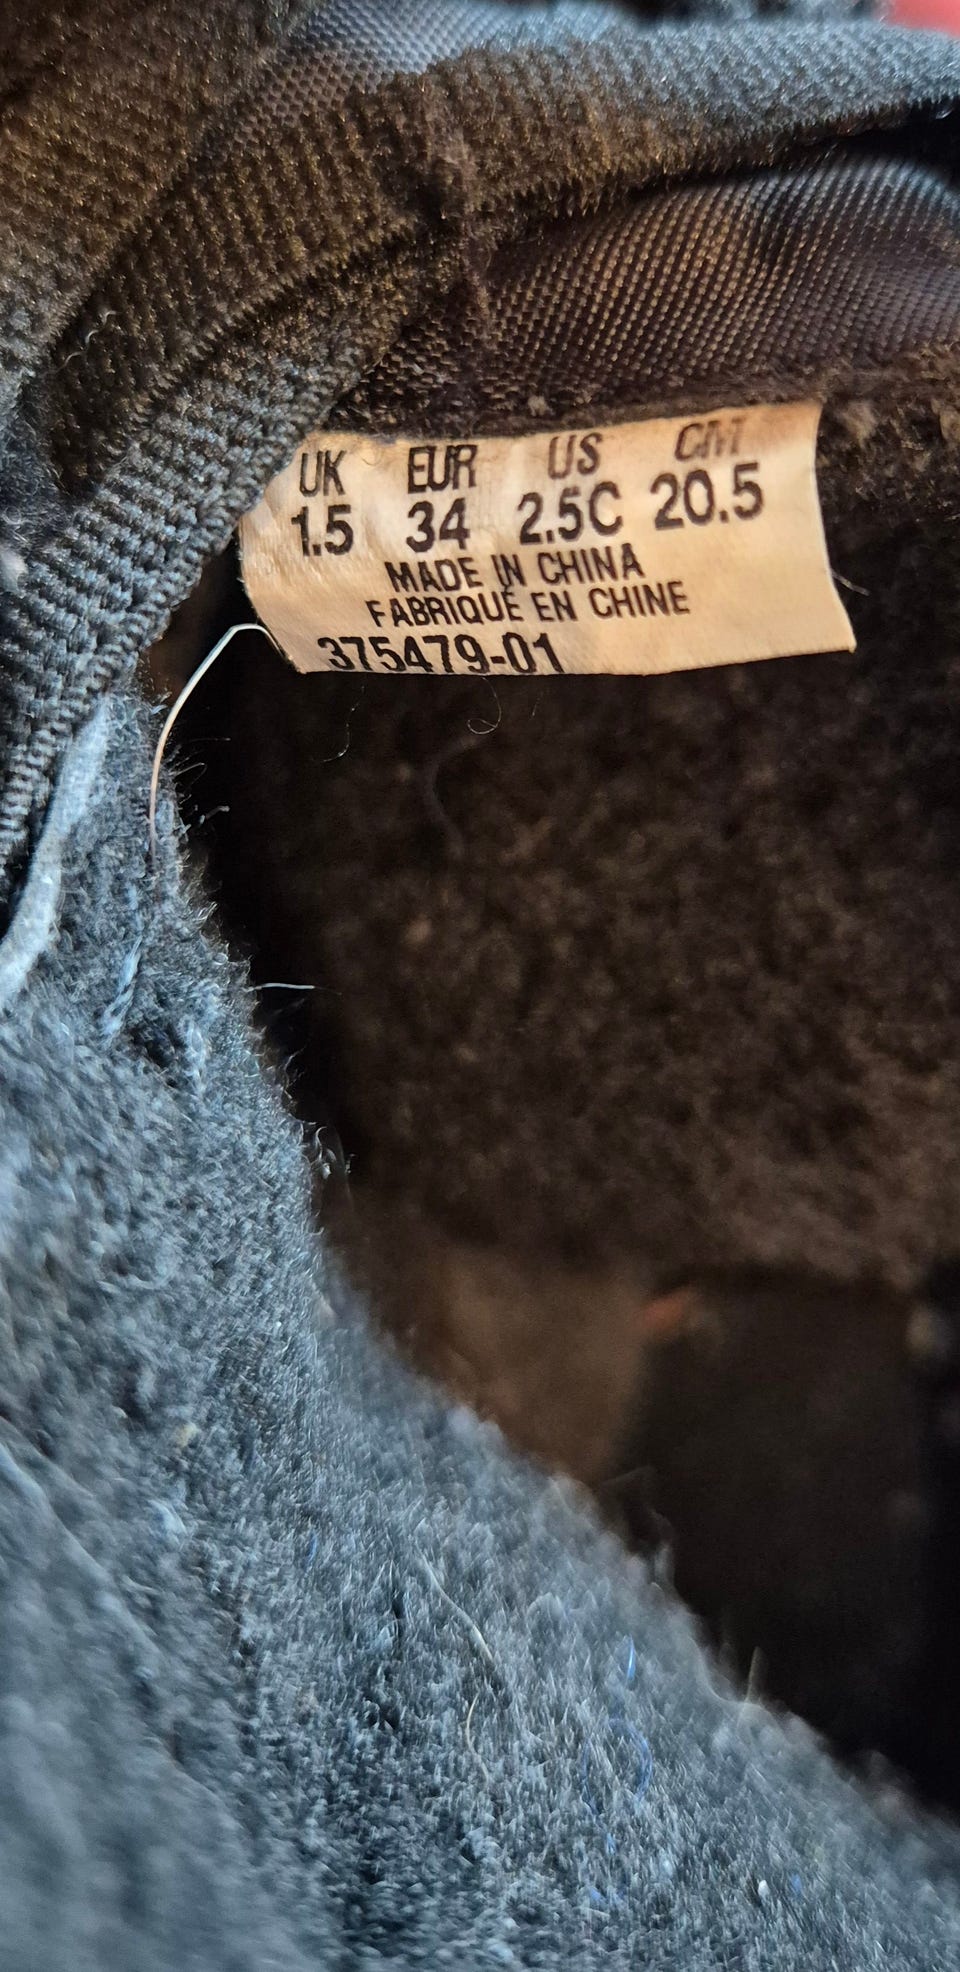 UK EUR US CM
1.5 34 2.5C 20.5
MADE IN CHINA
FABRIQUÉ EN CHINE
375479-01